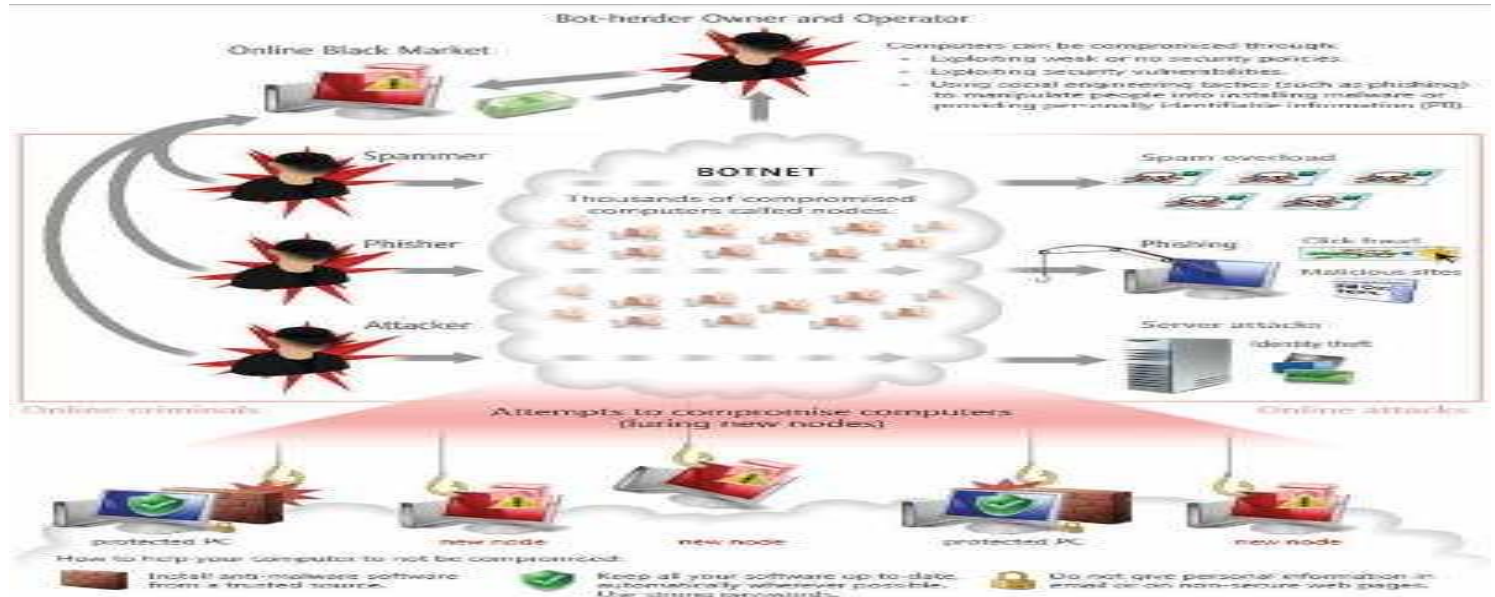 Bot-herder Owner and Operator
Online Black Market
Computers can be compromised through:
• Exploiting weak or no security policies.
• Exploiting security vulnerabilities.
• Using social engineering tactics (such as phishing)
to manipulate people into installing malware or
providing personally identifiable information (PII).
Spammer
BOTNET
Thousands of compromised
computers called nodes.
Spam overload
Phisher
Phishing
Click fraud
Malicious sites
Attacker
Server attacks
Identity theft
Online criminals
Attempts to compromise computers
(luring new nodes)
Online attacks
protected PC
new node
new node
protected PC
new node
How to help your computer to not be compromised:
Install anti-malware software
from a trusted source.
Keep all your software up to date,
automatically wherever possible.
Use strong passwords.
Do not give personal information in
email or on non-secure web pages.